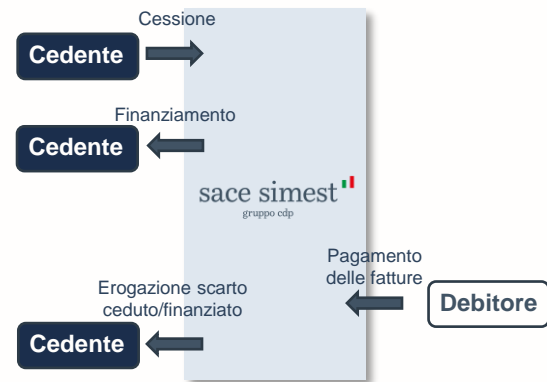 Cessione
Cedente
Finanziamento
Cedente
sace simest
gruppo cdp
Pagamento
delle fatture
Debitore
Erogazione scarto
ceduto/finanziato
Cedente